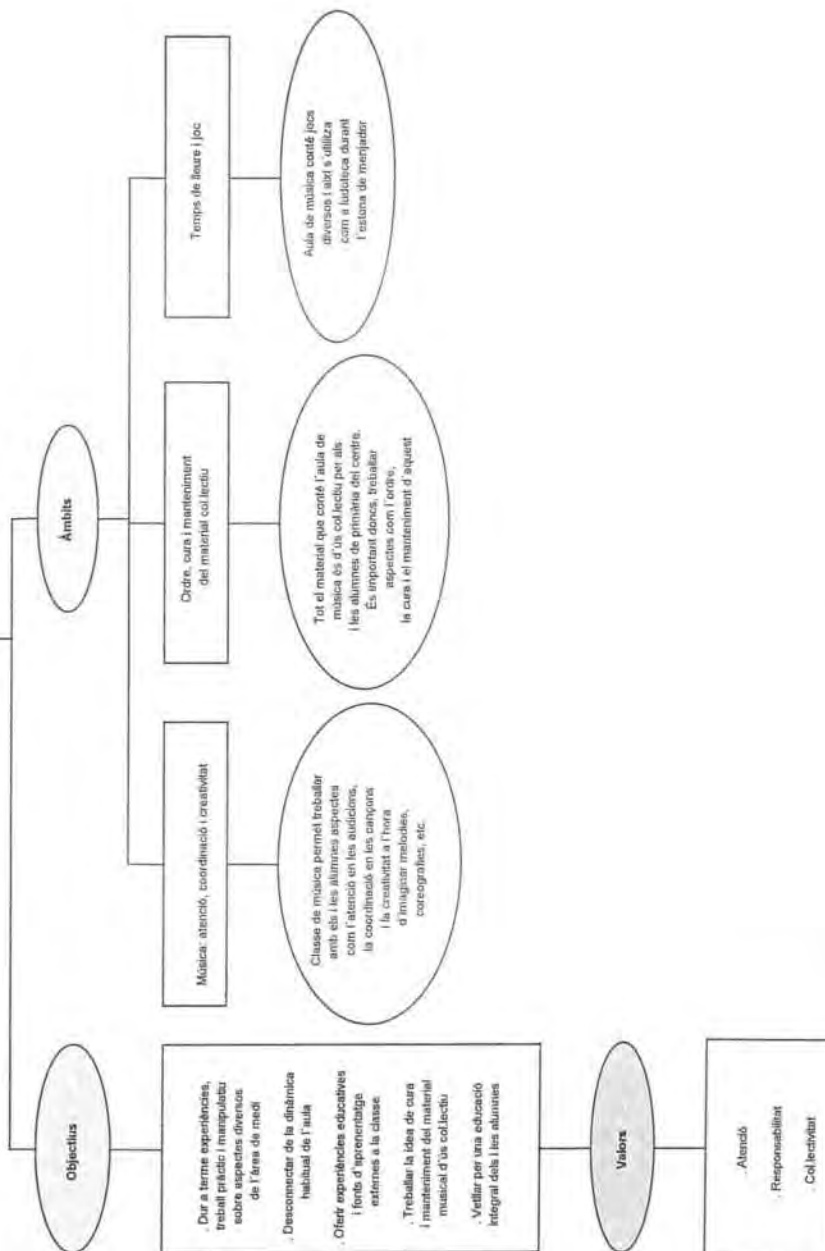 Objectius
. Dur a terme experiències,
treball pràctic i manipulatiu
sobre aspectes diversos
de l´àrea de medi
. Desconnectar de la dinàmica
habitual de l´aula
. Oferir experiències educatives
i fonts d´aprenentatge
externes a la classe.
. Treballar la idea de cura
i manteniment del material
musical d´ús col.lectiu
. Vetllar per una educació
integral dels i les alumnes
Valors
. Atenció
. Responsabilitat
. Col.lectivitat
Àmbits
Música: atenció, coordinació i creativitat
Classe de música permet treballar
amb els i les alumnes aspectes
com l´atenció en les audicions,
la coordinació en les cançons
i la creativitat a l´hora
d´imaginar melodies,
coreografies, etc.
Ordre, cura i manteniment
del material col.lectiu
Tot el material que conté l´aula de
música és d´ús col.lectiu per als
i les alumnes de primària del centre.
És important doncs, treballar
aspectes com l´ordre,
la cura i el manteniment d´aquest
Temps de lleure i joc
Aula de música conté jocs
diversos i així s´utilitza
com a ludoteca durant
l´estona de menjador